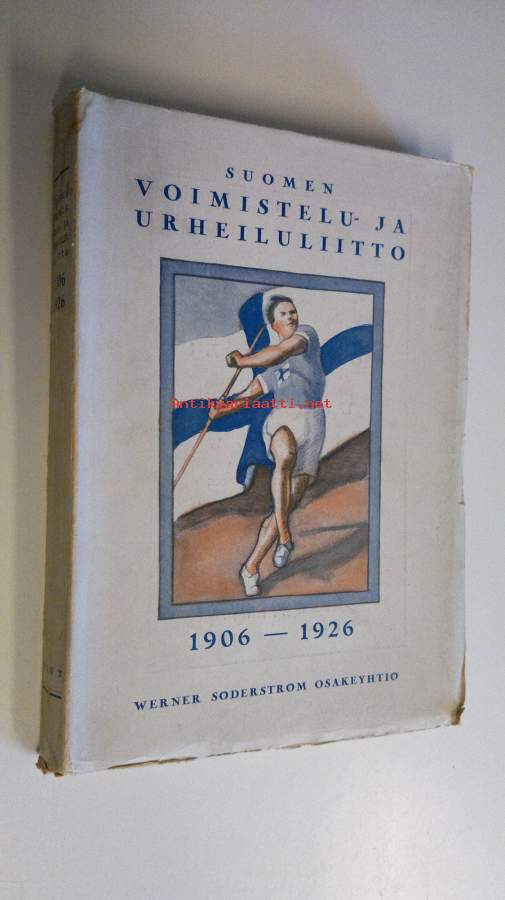 SUOMEN
VOIMISTELU- JA
URHEILULIITTO
Antikvariaatti.net
1906 — 1926
WERNER SODERSTROM OSAKEYHTIO